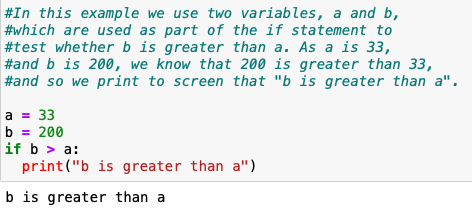 #In this example we use two variables, a and b,
#which are used as part of the if statement to
#test whether b is greater than a. As a is 33,
#and b is 200, we know that 200 is greater than 33,
#and so we print to screen that "b is greater than a".
a = 33
b = 200
if b > a:
  print("b is greater than a")
b is greater than a